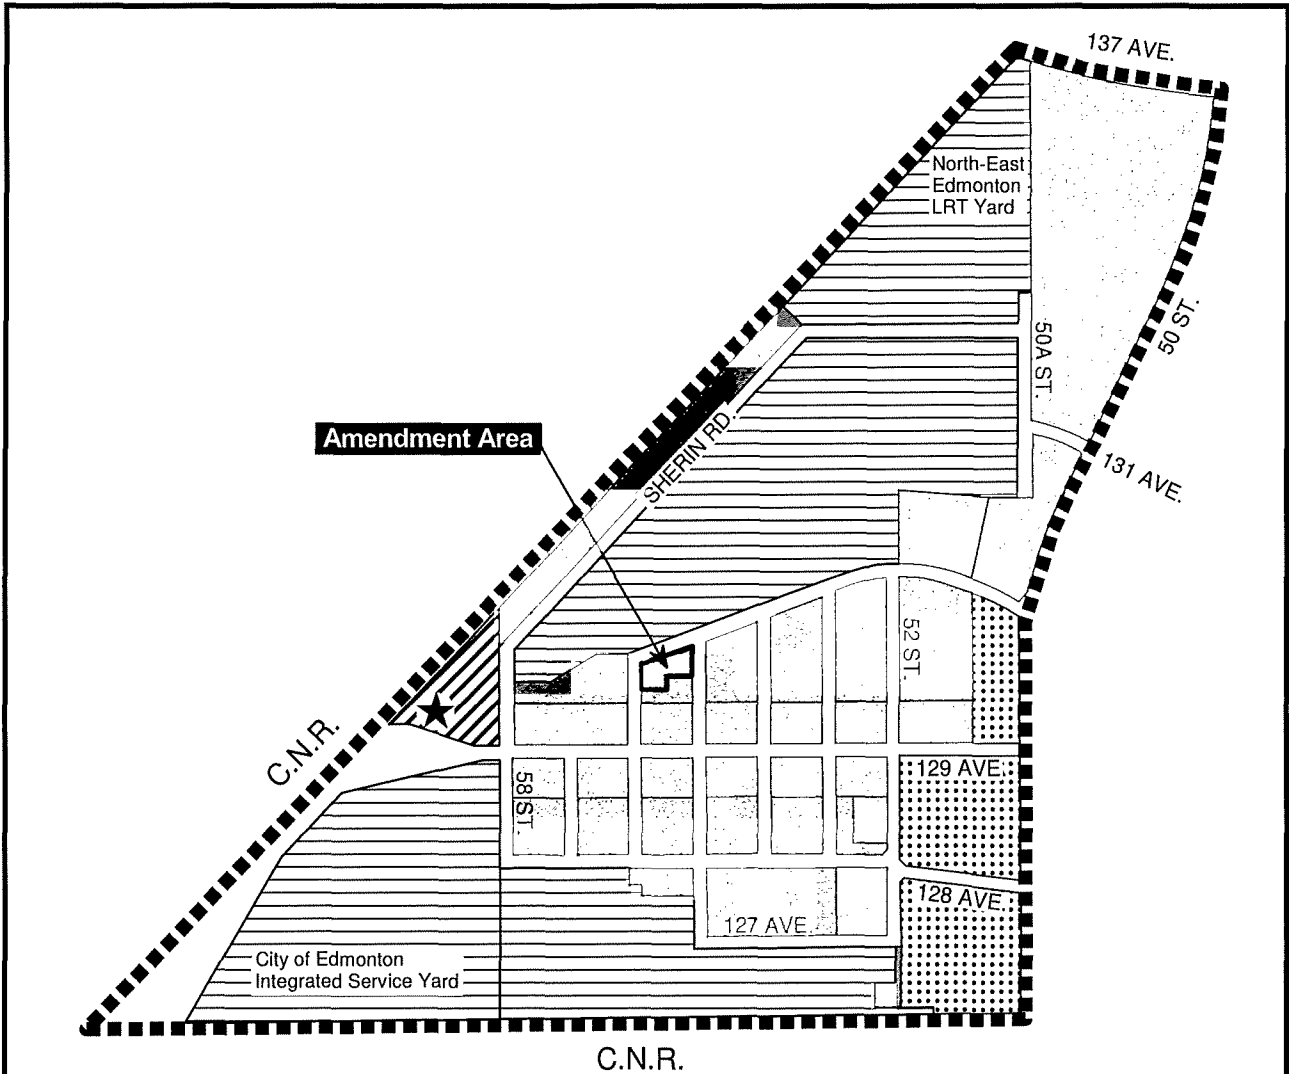 137 AVE.
North-East
Edmonton
LRT Yard
50 ST.
50A ST.
Amendment Area
SHERIN RD.
131 AVE.
52 ST.
C.N.R.
129 AVE.
58 ST.
128 AVE.
127 AVE.
City of Edmonton
Integrated Service Yard
C.N.R.